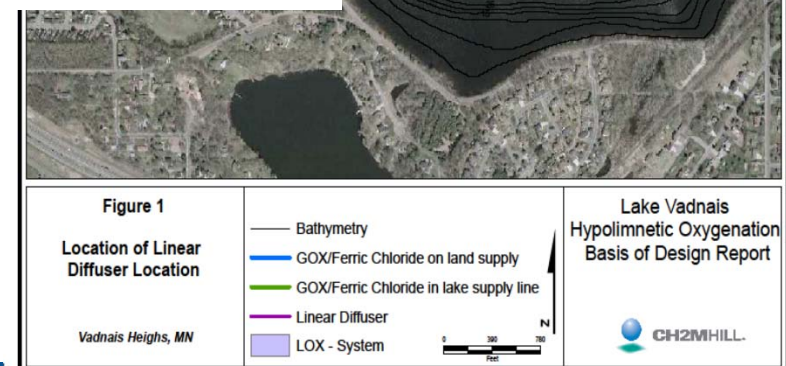 Figure 1
Location of Linear
Diffuser Location
Vadnais Heighs, MN
Bathymetry
GOX/Ferric Chloride on land supply
GOX/Ferric Chloride in lake supply line
Linear Diffuser
LOX - System
N
0 390 780
Feet
Lake Vadnais
Hypolimnetic Oxygenation
Basis of Design Report
CH2MHILL.